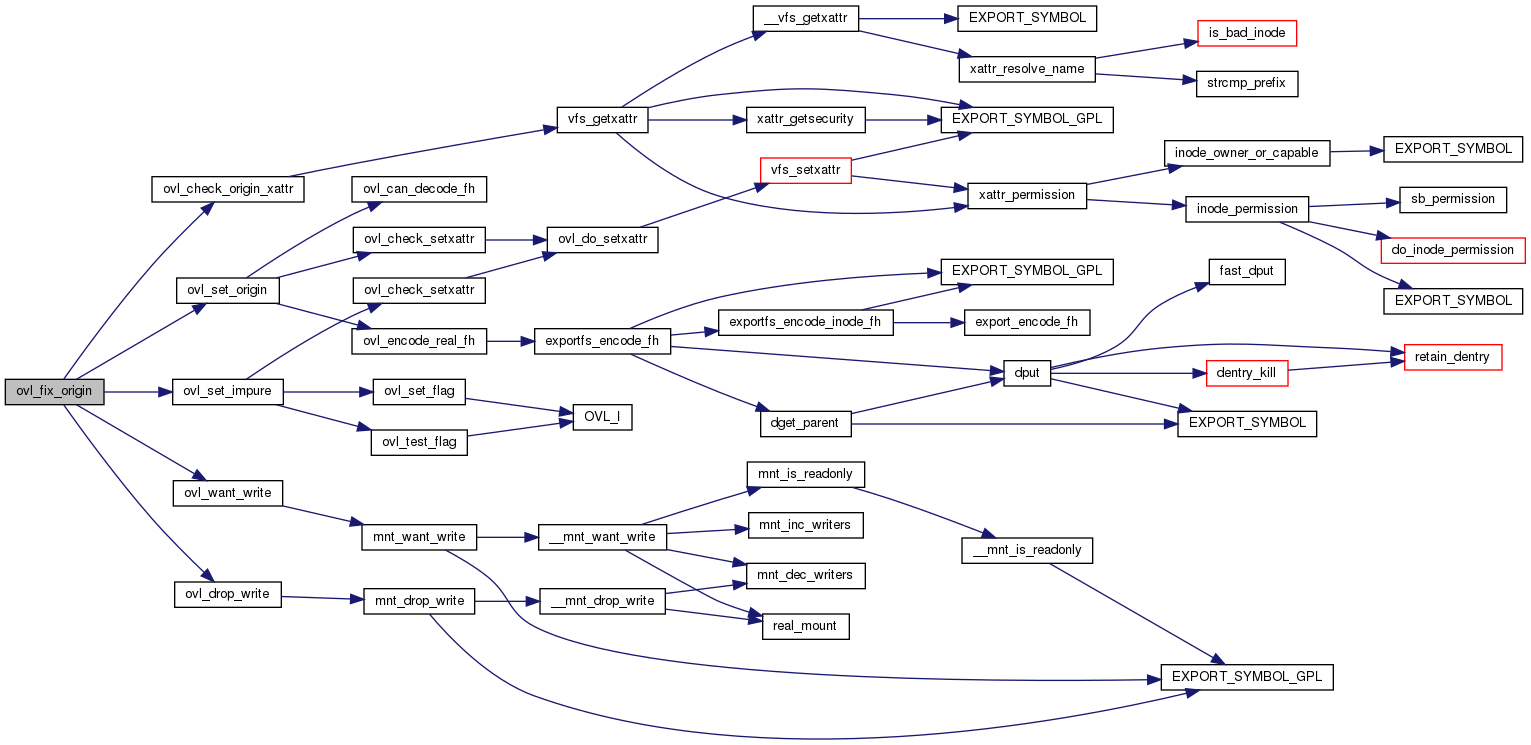 __vfs_getxattr
EXPORT_SYMBOL
is_bad_inode
xattr_resolve_name
strcmp_prefix
vfs_getxattr
xattr_getsecurity
EXPORT_SYMBOL_GPL
inode_owner_or_capable
EXPORT_SYMBOL
vfs_setxattr
ovl_check_origin_xattr
ovl_can_decode_fh
xattr_permission
sb_permission
inode_permission
ovl_check_setxattr
ovl_do_setxattr
do_inode_permission
EXPORT_SYMBOL_GPL
fast_dput
ovl_set_origin
ovl_check_setxattr
EXPORT_SYMBOL
exportfs_encode_inode_fh
export_encode_fh
ovl_encode_real_fh
exportfs_encode_fh
retain_dentry
dput
dentry_kill
ovl_fix_origin
ovl_set_impure
ovl_set_flag
OVL_I
dget_parent
EXPORT_SYMBOL
ovl_test_flag
mnt_is_readonly
ovl_want_write
mnt_inc_writers
mnt_want_write
__mnt_want_write
__mnt_is_readonly
mnt_dec_writers
ovl_drop_write
mnt_drop_write
__mnt_drop_write
real_mount
EXPORT_SYMBOL_GPL